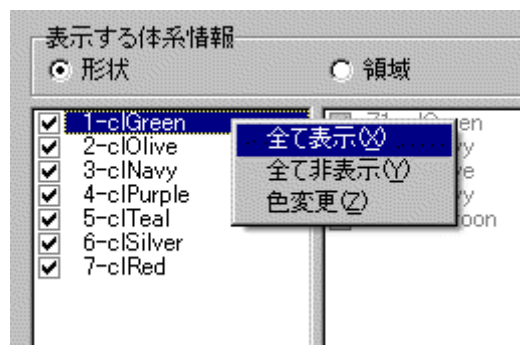 表示する体系情報
形状
領域
1-clGreen
2-clOlive
3-clNavy
4-clPurple
5-clTeal
6-clSilver
7-clRed
全て表示(X)
全て非表示(Y)
色変更(Z)